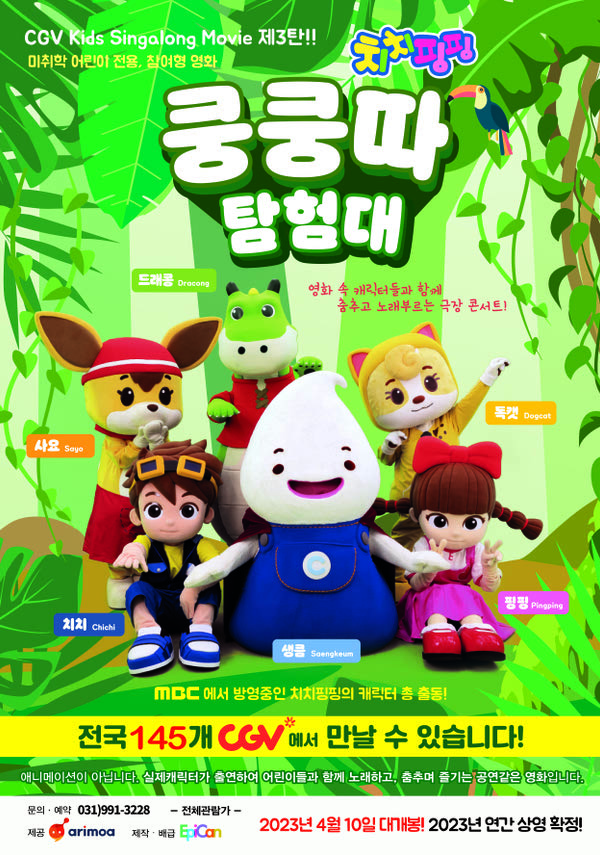 CGV Kids Singalong Movie 제3탄!!
미취학 어린이 전용, 참여형 영화
치치핑핑
쿵쿵따
탐험대
드래콩 Dracong
영화 속 캐릭터들과 함께
춤추고 노래부르는 극장 콘서트!
독캣 Dogcat
사요 Sayo
C
핑핑 Pingping
치치 Chichi
생큼 Saengkeum
MBC에서 방영중인 치치핑핑의 캐릭터 총 출동!
전국145개 CGV에서 만날 수 있습니다!
애니메이션이 아닙니다. 실제캐릭터가 출연하여 어린이들과 함께 노래하고, 춤추며 즐기는 공연같은 영화입니다.
문의 · 예약 031)991-3228 – 전체관람가 –
제공 arimoa 제작 · 배급 EpiCan
2023년 4월 10일 대개봉! 2023년 연간 상영 확정!